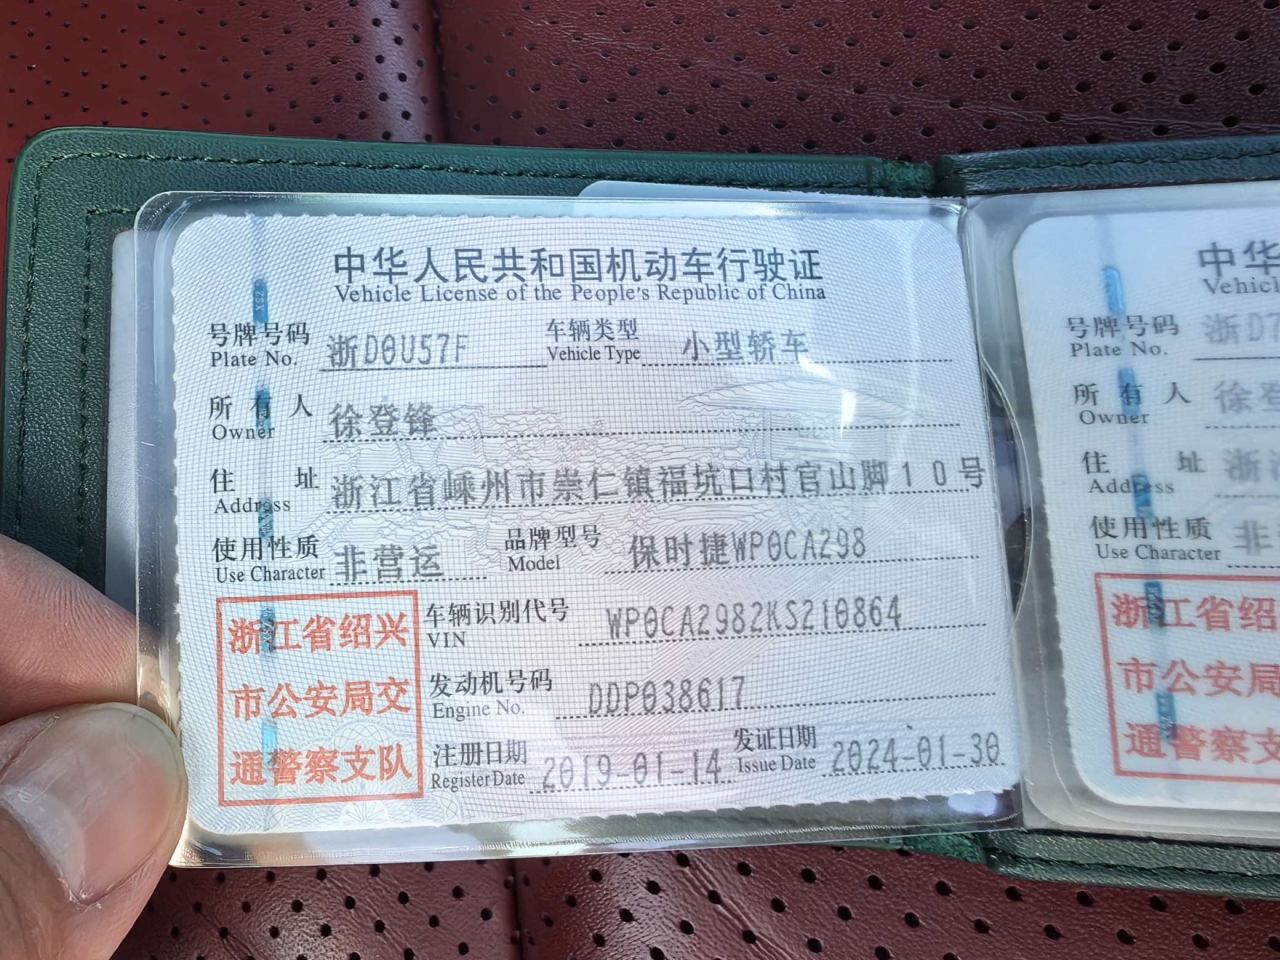 中华人民共和国机动车行驶证
Vehicle License of the People's Republic of China
号牌号码 浙D0U57F 车辆类型 小型轿车
Plate No. Vehicle Type
所有人 徐登锋
Owner
住址 浙江省嵊州市崇仁镇福坑口村官山脚10号
Address
使用性质 非营运 品牌型号 保时捷WP0CA298
Use Character Model
车辆识别代号 WP0CA2982KS210864
VIN
发动机号码 DDP038617
Engine No.
注册日期 2019-01-14 发证日期 2024-01-30
Register Date Issue Date
浙江省绍兴
市公安局交
通警察支队
中华
Vehicl
号牌号码 浙D7
Plate No.
所有人 徐
Owner
住址 浙
Address
使用性质 非
Use Character
浙江省绍
市公安局
通警察支